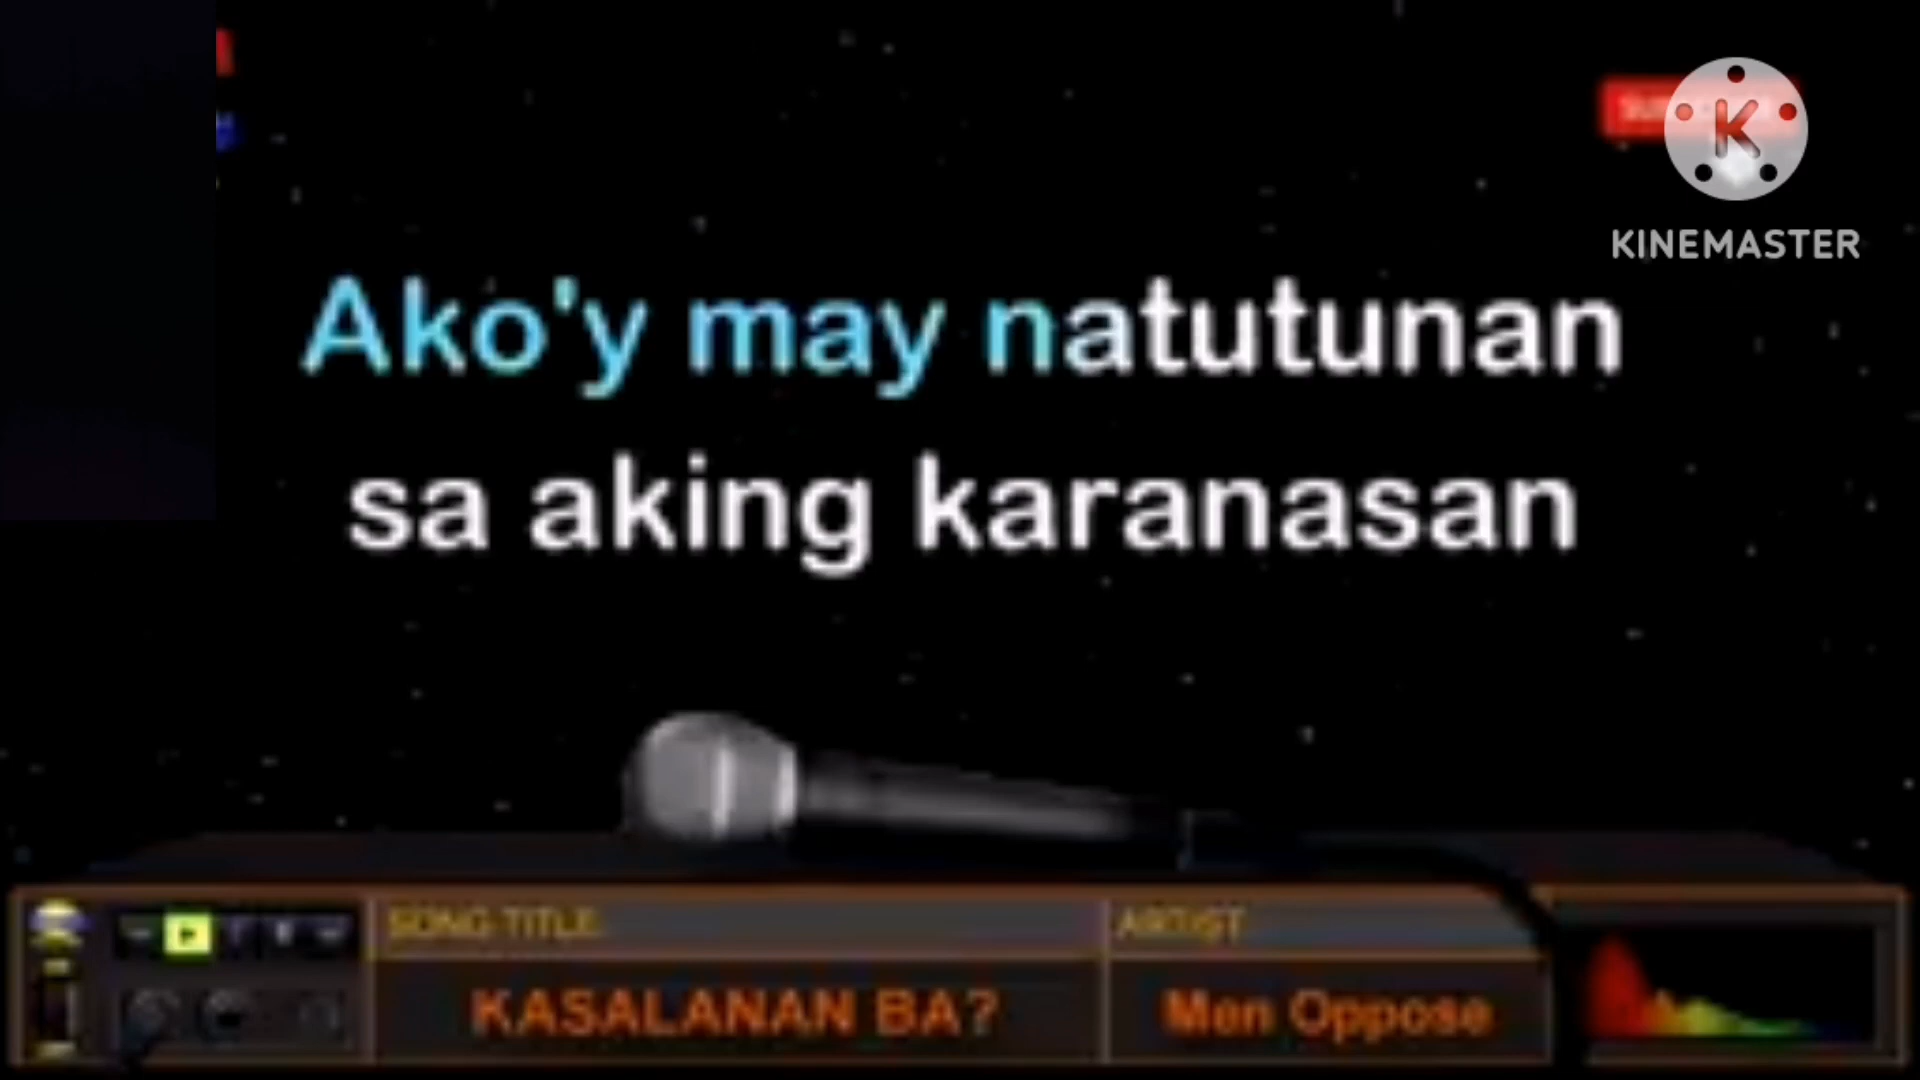 K
KINEMASTER
Ako'y may natutunan
sa aking karanasan
SONG TITLE
ARTIST
KASALANAN BA?
Men Oppose